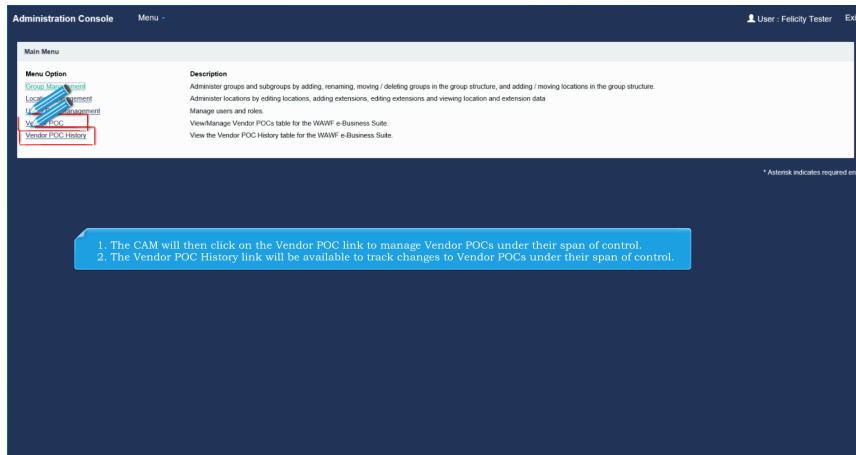 Administration Console Menu
User : Felicity Tester
Main Menu
Menu Option Description
Group Management Administer groups and subgroups by adding, renaming, moving / deleting groups in the group structure, and adding / moving locations in the group structure.
Administer locations by editing locations, adding extensions, editing extensions and viewing location and extension data
Manage users and roles.
POC View/Manage Vendor POCs table for the WAWF e-Business Suite.
Vendor POC History View the Vendor POC History table for the WAWF e-Business Suite.
* Asterisk indicates required
1. The CAM will then click on the Vendor POC link to manage Vendor POCs under their span of control.
2. The Vendor POC History link will be available to track changes to Vendor POCs under their span of control.